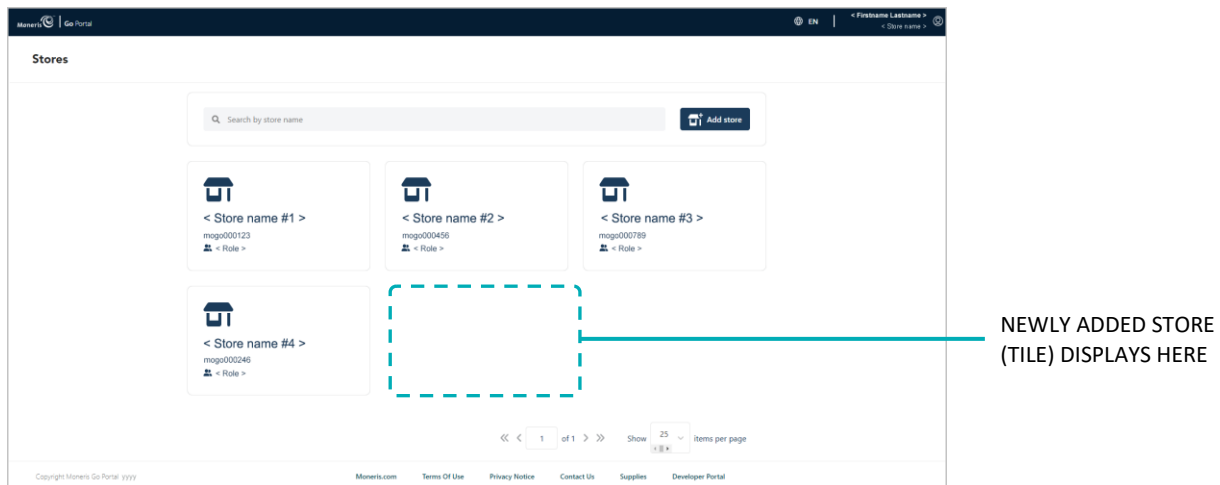 Moneris Go Portal
EN
< Firstname Lastname >
< Store name >
Stores
Search by store name
Add store
< Store name #1 >
mogo000123
< Role >
< Store name #2 >
mogo000456
< Role >
< Store name #3 >
mogo000789
< Role >
< Store name #4 >
mogo000246
< Role >
NEWLY ADDED STORE
(TILE) DISPLAYS HERE
1 of 1 Show 25 items per page
Copyright Moneris Go Portal yyyy Moneris.com Terms Of Use Privacy Notice Contact Us Supplies Developer Portal